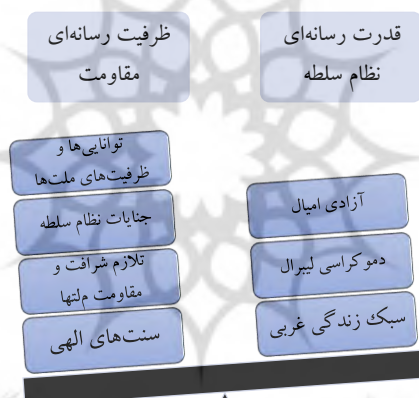 قدرت رسانه‌ای
نظام سلطه
ظرفیت رسانه‌ای
مقاومت
آزادی امیال
دموکراسی لیبرال
سبک زندگی غربی
توانایی‌ها و
ظرفیت‌های ملت‌ها
جنایات نظام سلطه
تلازم شرافت و
مقاومت ملتها
سنت‌های الهی